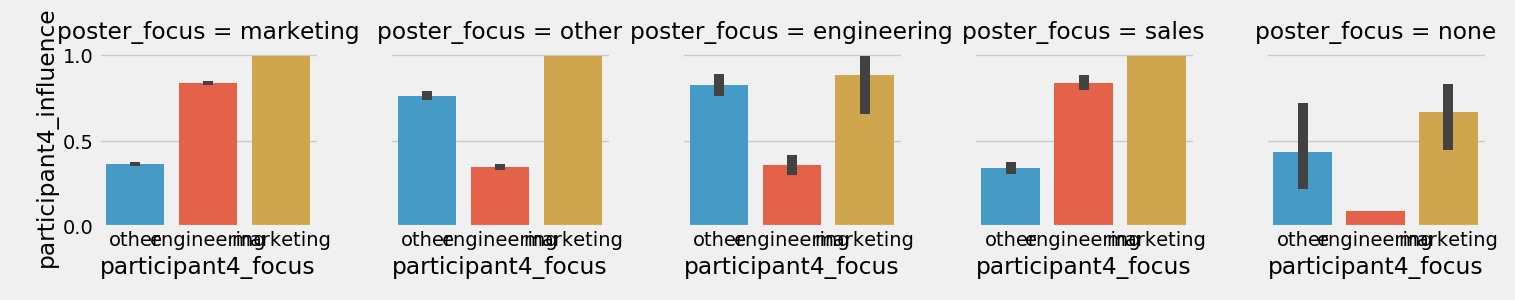 participant4_influence
poster_focus = marketing
poster_focus = other
poster_focus = engineering
poster_focus = sales
poster_focus = none
1.0
0.5
0.0
other engineering marketing
other engineering marketing
other engineering marketing
other engineering marketing
other engineering marketing
participant4_focus
participant4_focus
participant4_focus
participant4_focus
participant4_focus